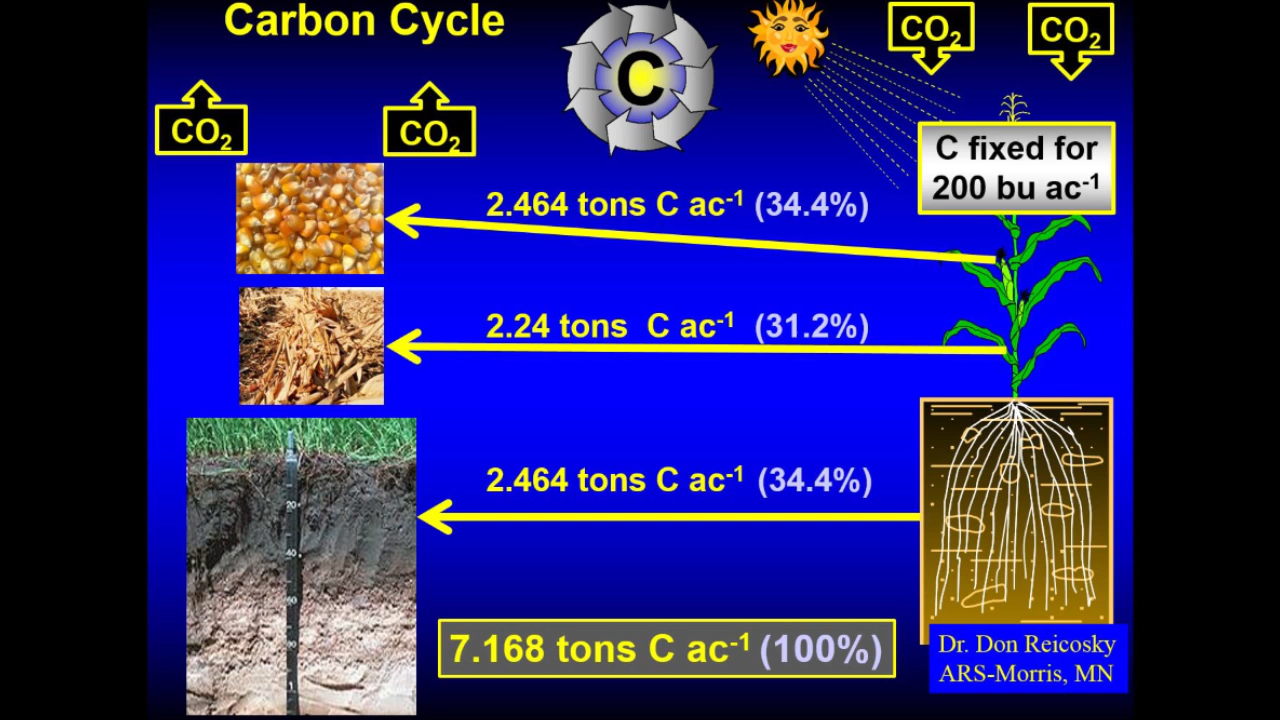 Carbon Cycle
C
CO₂
CO₂
CO₂
CO₂
C fixed for
200 bu ac⁻¹
2.464 tons C ac⁻¹ (34.4%)
2.24 tons C ac⁻¹ (31.2%)
2.464 tons C ac⁻¹ (34.4%)
20
40
7.168 tons C ac⁻¹ (100%)
Dr. Don Reicosky
ARS-Morris, MN